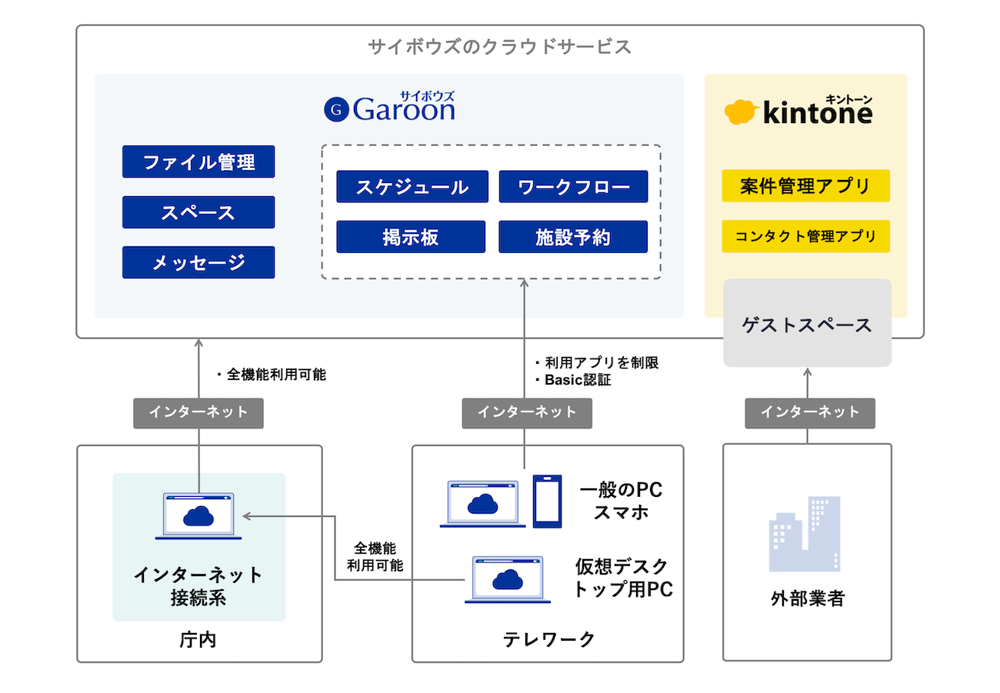 サイボウズのクラウドサービス
サイボウズ
G Garoon
ファイル管理
スペース
メッセージ
スケジュール
ワークフロー
掲示板
施設予約
キントーン
kintone
案件管理アプリ
コンタクト管理アプリ
ゲストスペース
・全機能利用可能
・利用アプリを制限
・Basic認証
インターネット
インターネット
インターネット
インターネット
接続系
庁内
全機能
利用可能
一般のPC
スマホ
仮想デスク
トップ用PC
テレワーク
外部業者